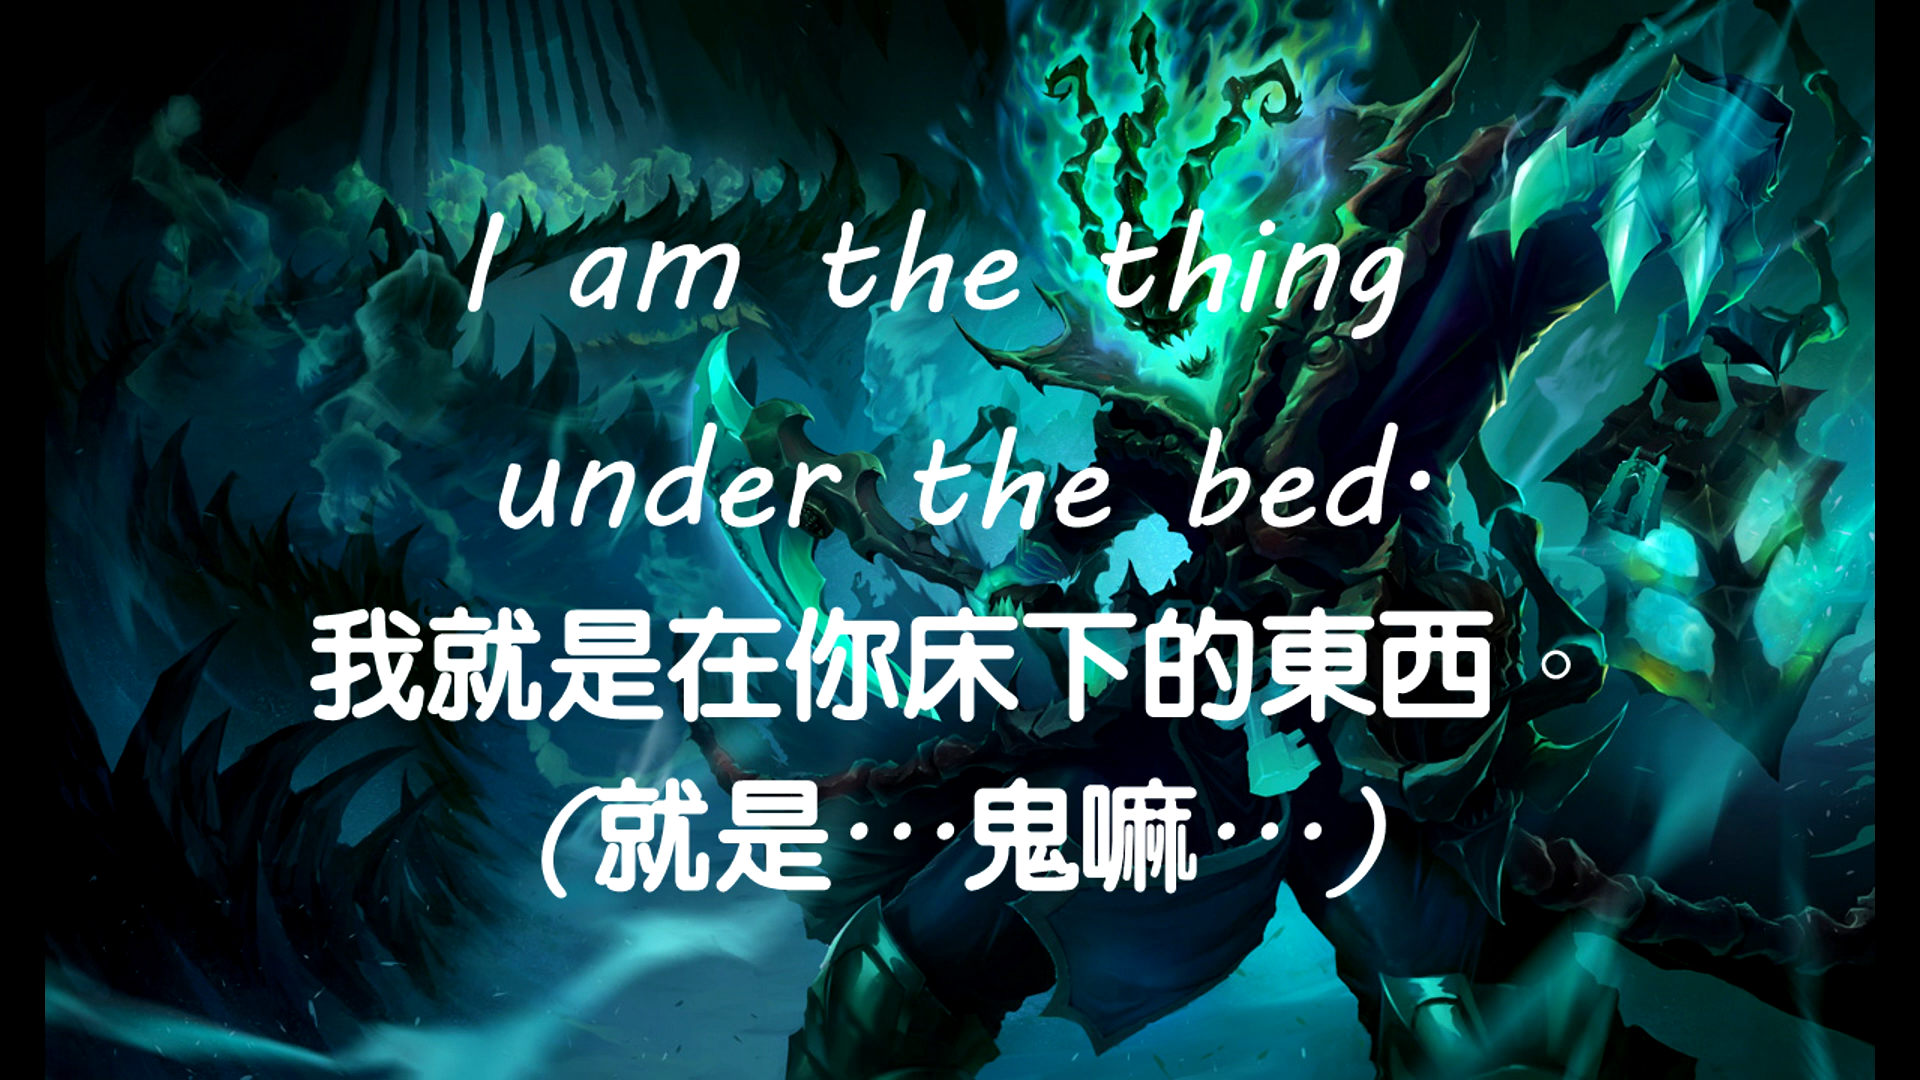 I am the thing
under the bed.
我就是在你床下的東西。
(就是…鬼嘛…)